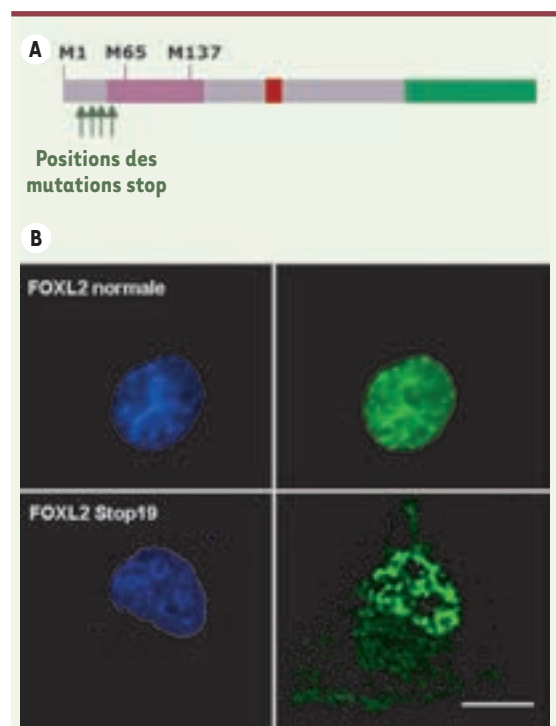 A
M1 M65 M137
Positions des
mutations stop
B
FOXL2 normale
FOXL2 Stop19